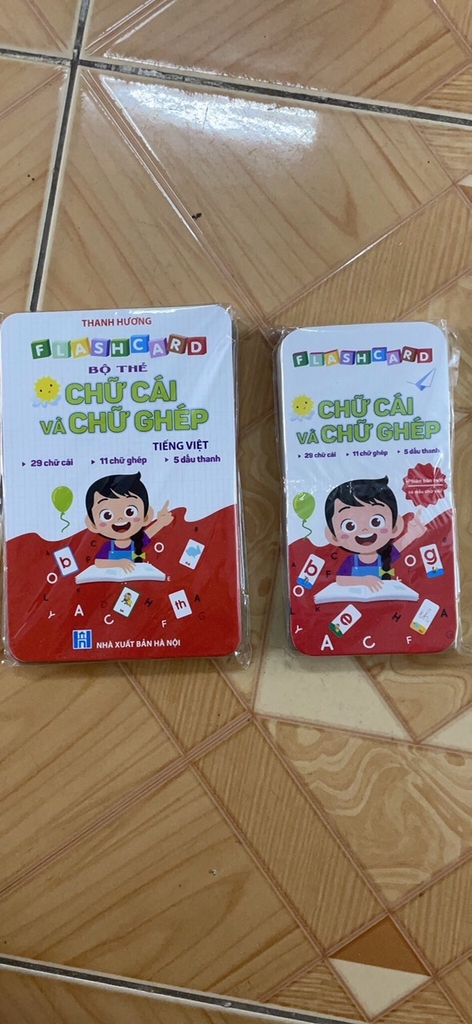 THANH HƯƠNG
FLASHCARD
BỘ THẺ
CHỮ CÁI
VÀ CHỮ GHÉP
TIẾNG VIỆT
29 chữ cái
11 chữ ghép
5 dấu thanh
b
O
Y
A
C
H
th
NHÀ XUẤT BẢN HÀ NỘI
FLASHCARD
CHỮ CÁI
VÀ CHỮ GHÉP
29 chữ cái
11 chữ ghép
5 dấu thanh
b
g
e
Y
A
C
F